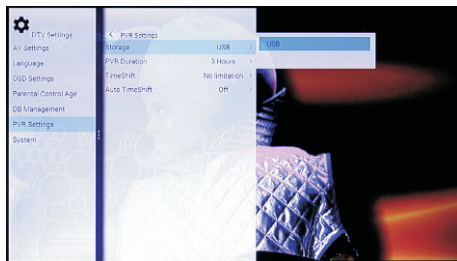 DTV Settings
AV Settings
Language
OSD Settings
Parental Control Age
DB Management
PVR Settings
System
PVR Settings
Storage USB
PVR Duration 3 Hours
TimeShift No limitation
Auto TimeShift Off
USB